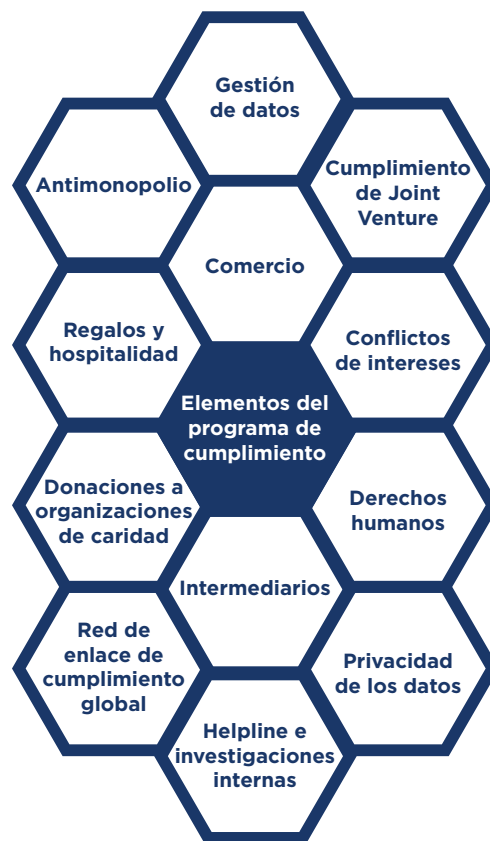 Gestión
de datos
Antimonopolio
Cumplimiento
de Joint
Venture
Comercio
Regalos y
hospitalidad
Conflictos
de intereses
Elementos del
programa de
cumplimiento
Donaciones a
organizaciones
de caridad
Derechos
humanos
Intermediarios
Red de
enlace de
cumplimiento
global
Privacidad
de los datos
Helpline e
investigaciones
internas